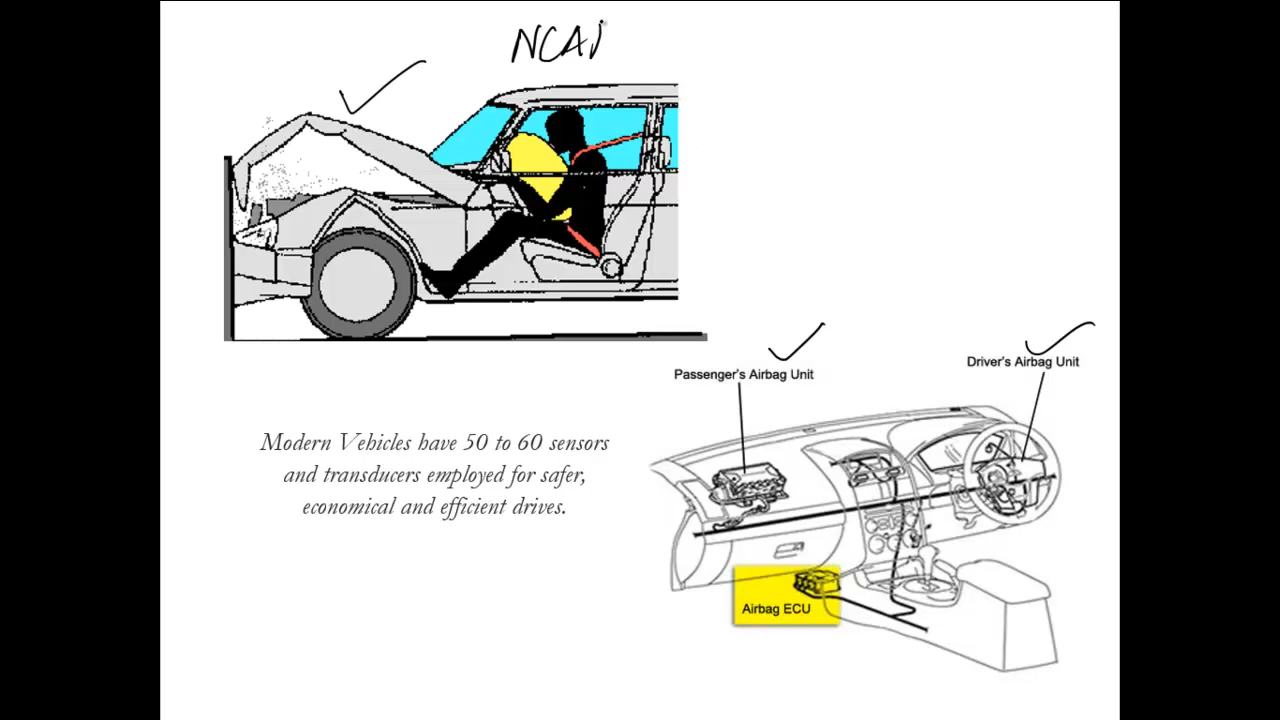 NCAI
Passenger's Airbag Unit
Driver's Airbag Unit
Modern Vehicles have 50 to 60 sensors
and transducers employed for safer,
economical and efficient drives.
Airbag ECU